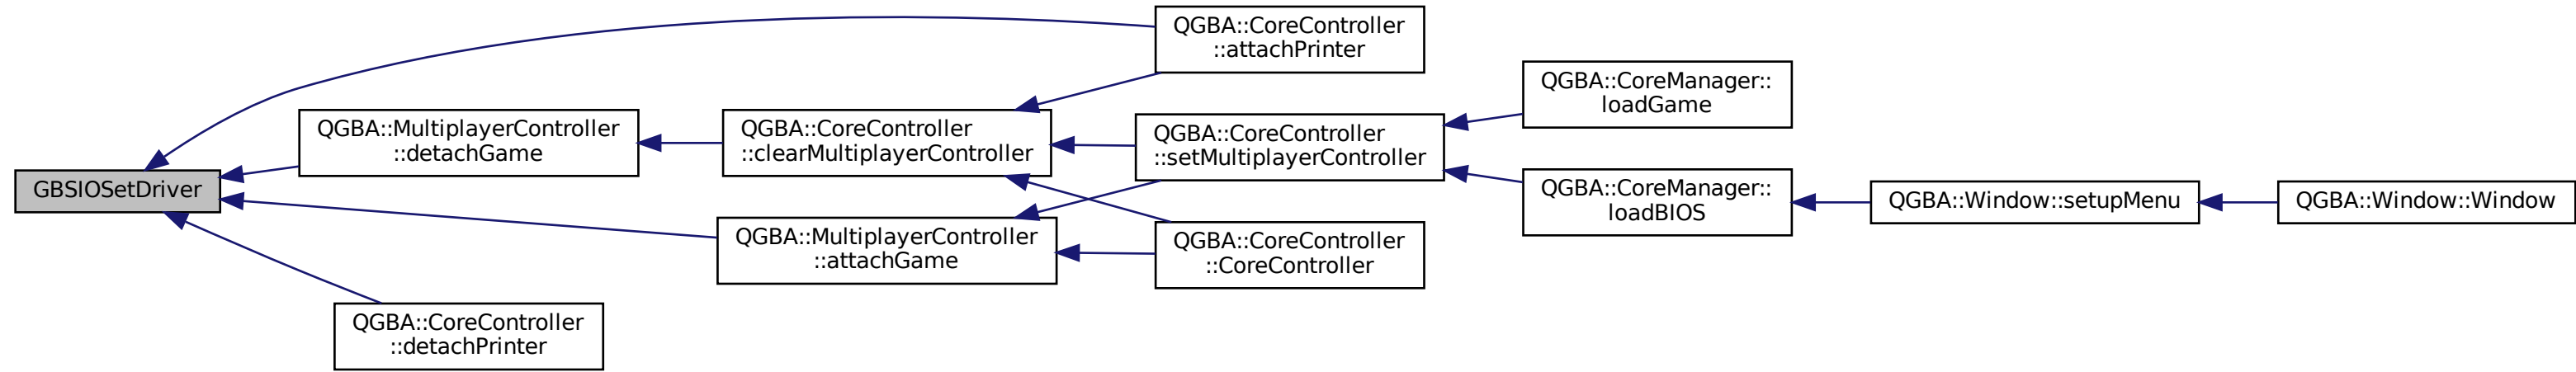 GBSIOSetDriver
QGBA::MultiplayerController
::detachGame
QGBA::CoreController
::detachPrinter
QGBA::CoreController
::clearMultiplayerController
QGBA::MultiplayerController
::attachGame
QGBA::CoreController
::attachPrinter
QGBA::CoreController
::setMultiplayerController
QGBA::CoreController
::CoreController
QGBA::CoreManager::
loadGame
QGBA::CoreManager::
loadBIOS
QGBA::Window::setupMenu
QGBA::Window::Window